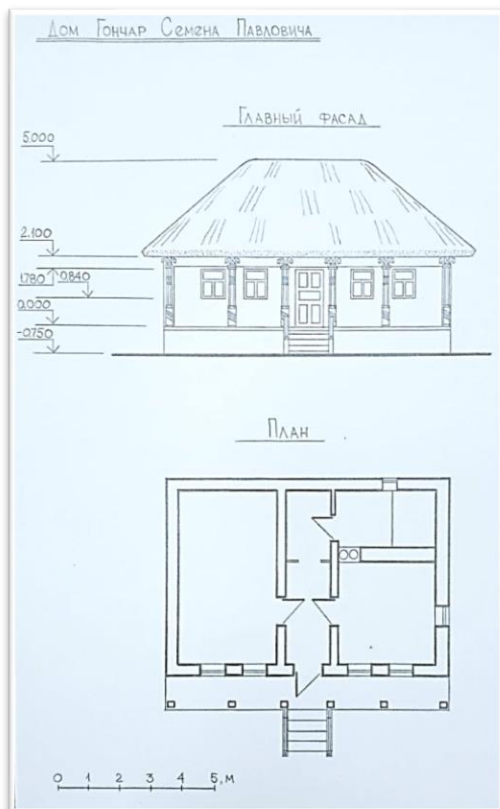 Дом Гончар Семена Павловича
Главный фасад
5.000
2.100
1.780 0.840
0.000
-0.750
План
0 1 2 3 4 5,м